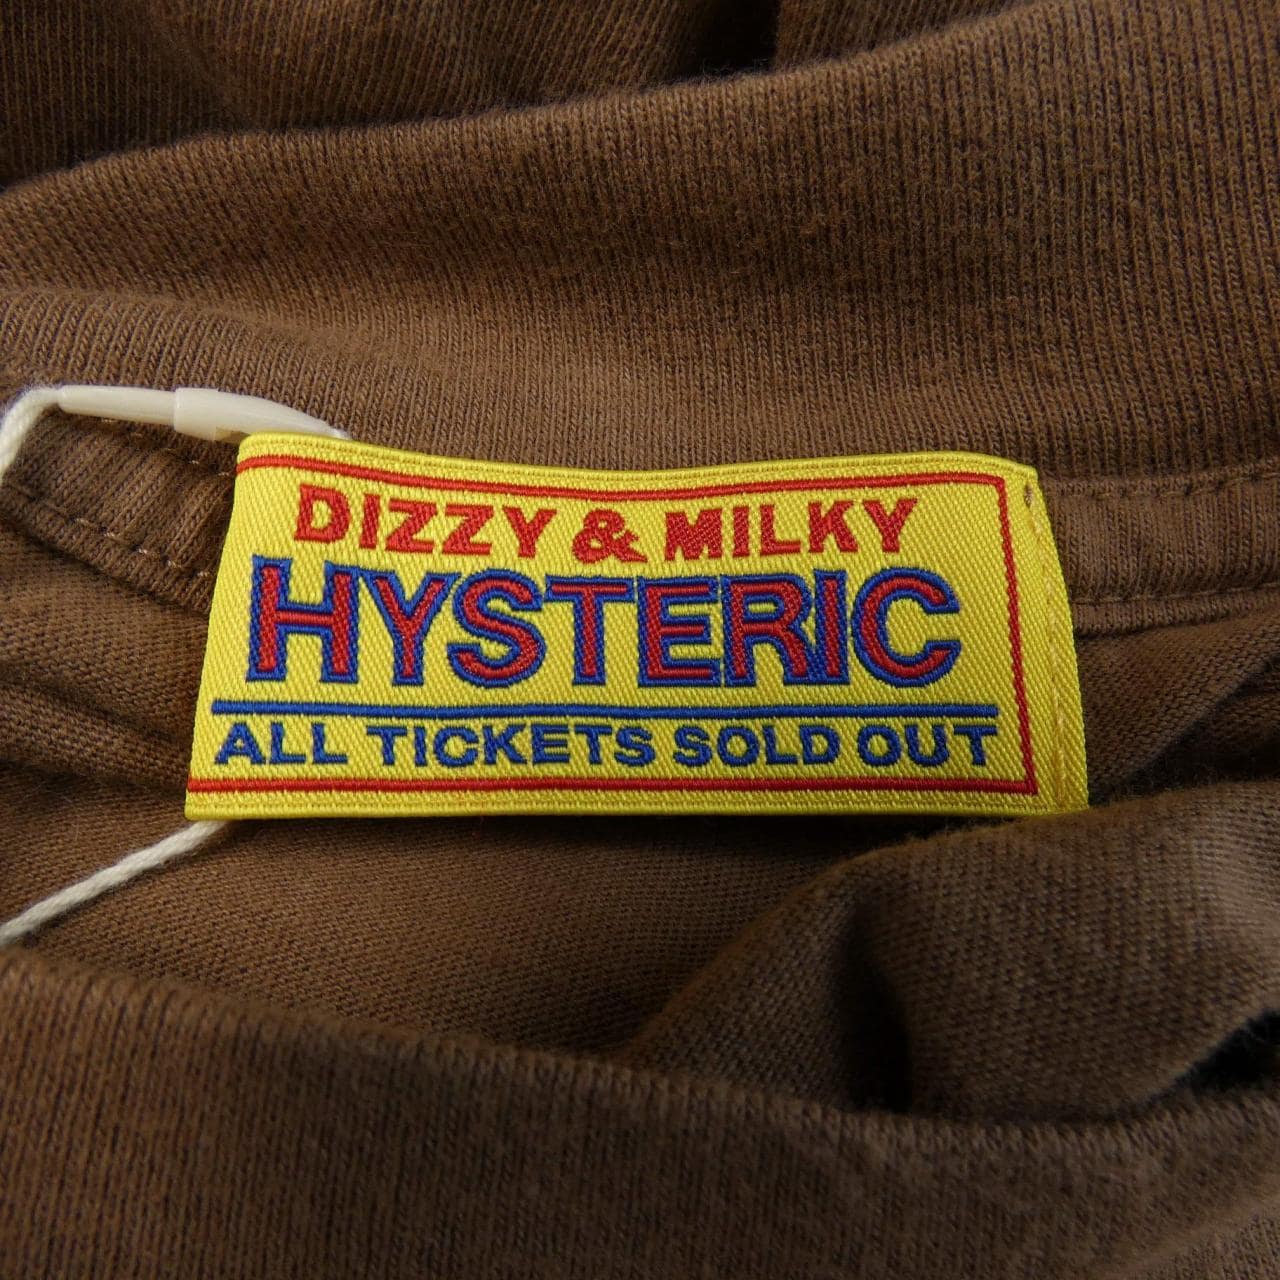 DIZZY & MILKY
HYSTERIC
ALL TICKETS SOLD OUT